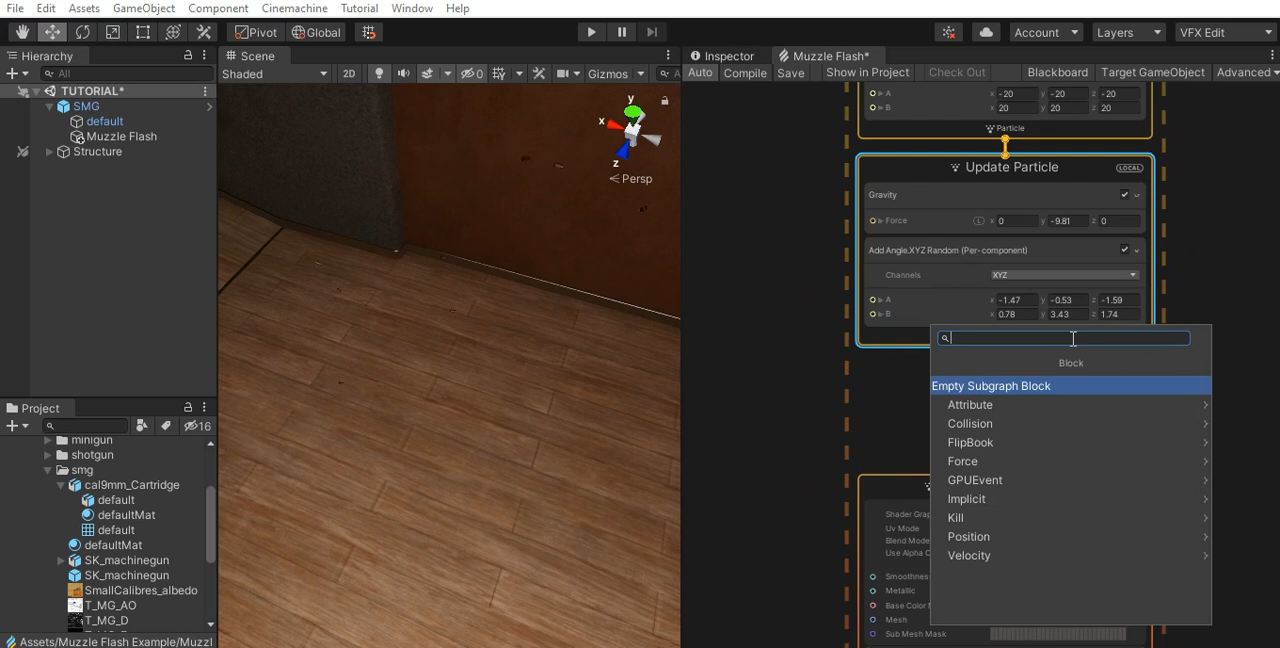 File Edit Assets GameObject Component Cinemachine Tutorial Window Help
Pivot Global Account Layers VFX Edit
Hierarchy
All
TUTORIAL*
SMG
default
Muzzle Flash
Structure
Scene
Shaded 2D 0 Gizmos A
y
x
z
Persp
Inspector Muzzle Flash*
Auto Compile Save Show in Project Check Out Blackboard Target GameObject Advanced
A -20 -20 -20
B x 20 y 20 z 20
Particle
Update Particle LOCAL
Gravity
Force L x 0 y -9.81 z 0
Add Angle.XYZ Random (Per-component)
Channels XYZ
A x -1.47 y -0.53 z -1.59
B x 0.78 y 3.43 z 1.74
Block
Empty Subgraph Block
Attribute
Collision
FlipBook
Force
GPUEvent
Implicit
Kill
Position
Velocity
Shader Grap
Uv Mode
Blend Mode
Use Alpha C
Smoothness
Metallic
Base Color M
Mesh
Sub Mesh Mask
Project
16
minigun
shotgun
smg
cal9mm_Cartridge
default
defaultMat
default
defaultMat
SK_machinegun
SK_machinegun
SmallCalibres_albedo
T_MG_AO
T_MG_D
Assets/Muzzle Flash Example/Muzzl